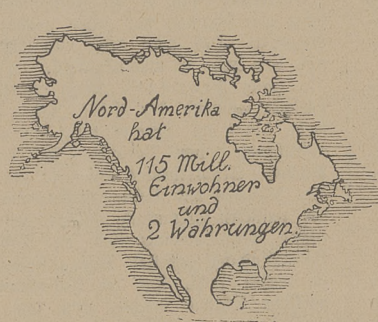 Nord-Amerika
hat
115 Mill.
Einwohner
und
2 Währungen.